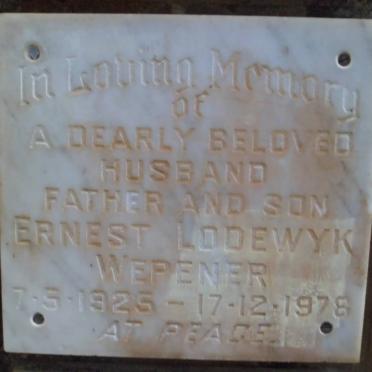 In Loving Memory
of
A DEARLY BELOVED
HUSBAND
FATHER AND SON
ERNEST LODEWYK
WEPENER
7-5-1925 - 17-12-1978
AT PEACE.